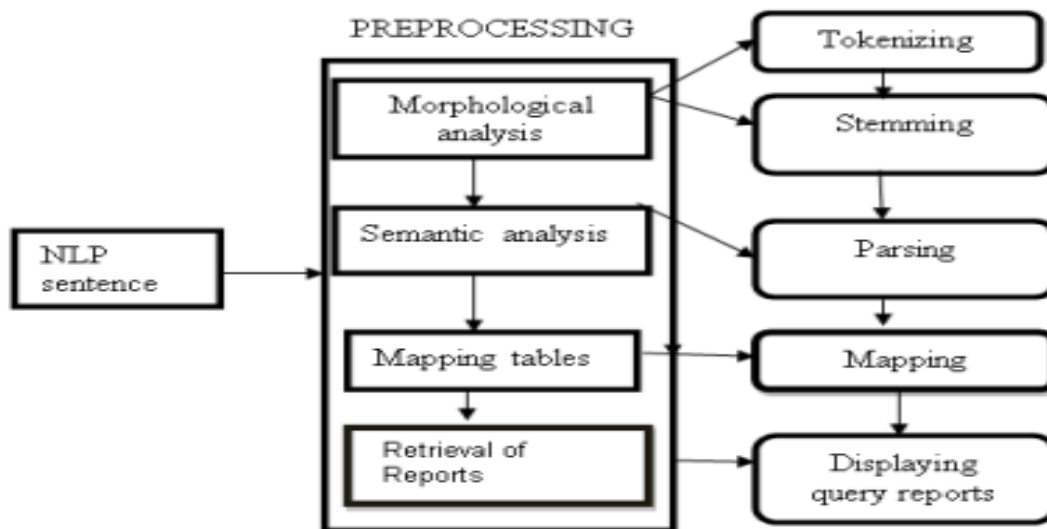 PREPROCESSING
NLP
sentence
Morphological
analysis
Semantic analysis
Mapping tables
Retrieval of
Reports
Tokenizing
Stemming
Parsing
Mapping
Displaying
query reports